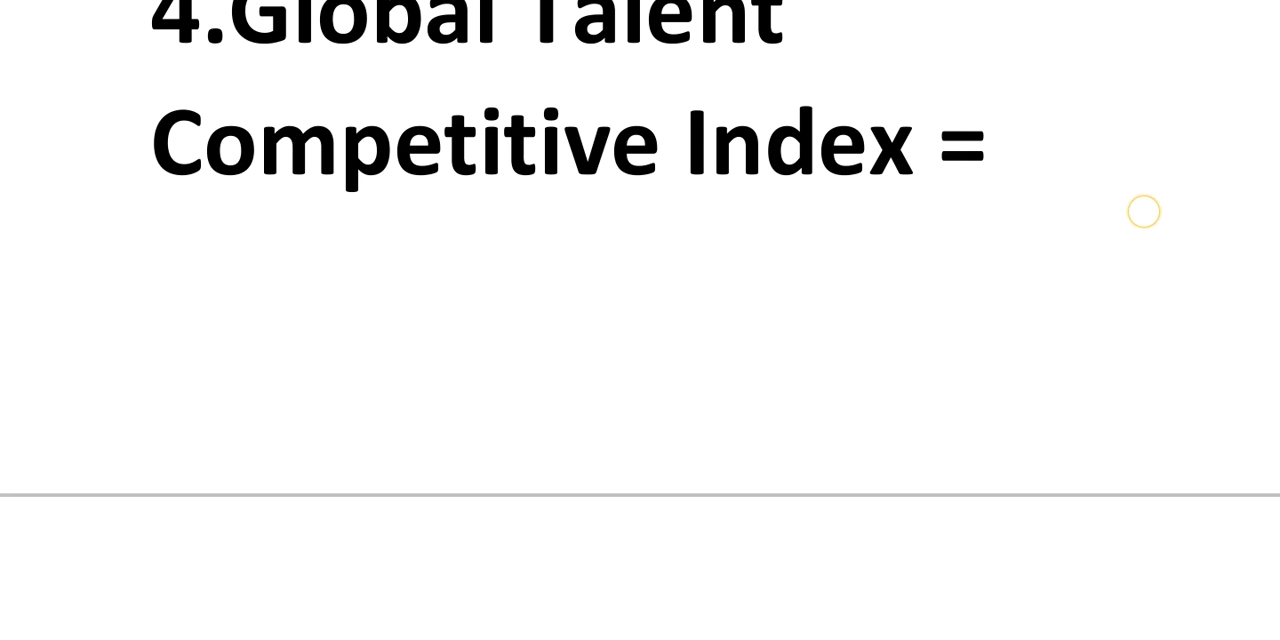 4.Global Talent
Competitive Index =